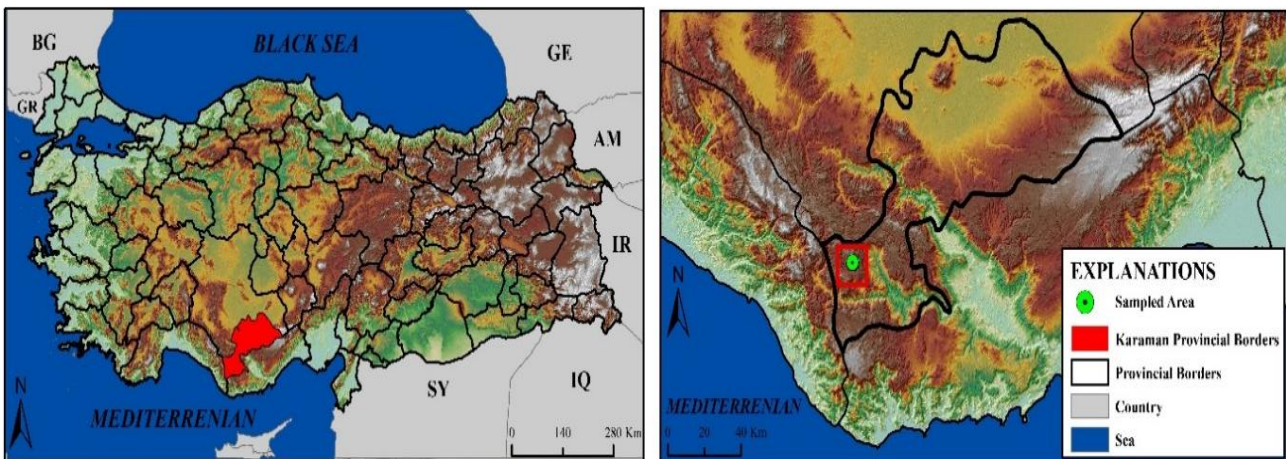 BG
BLACK SEA
GE
GR
AM
IR
N
SY
IQ
MEDITERRENIAN
0 140 280 Km
N
MEDITERRENIAN
0 20 40 Km
EXPLANATIONS
Sampled Area
Karaman Provincial Borders
Provincial Borders
Country
Sea